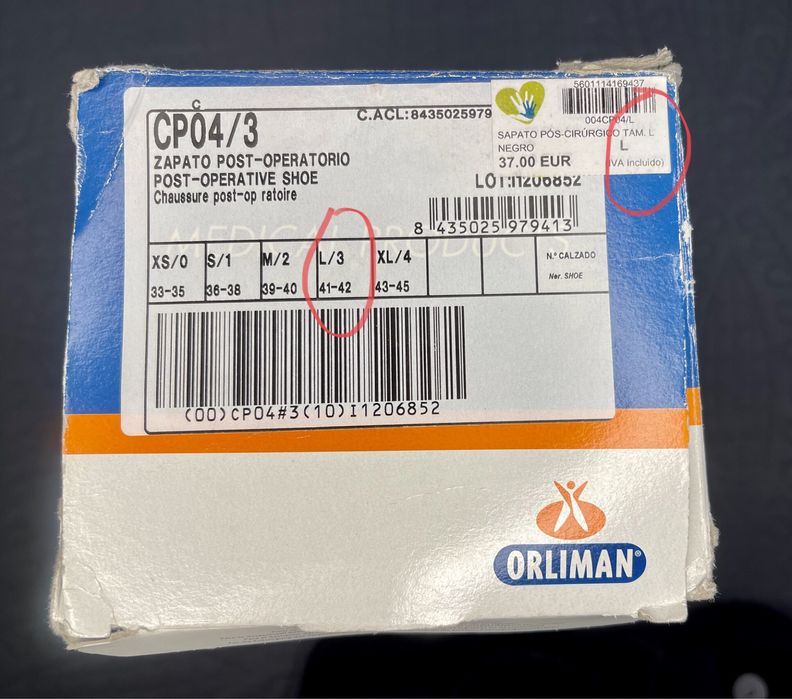 5601114169437
004CP04/L
SAPATO PÓS-CIRÚRGICO TAM. L
NEGRO
L
37.00 EUR
(IVA incluido)
C
CP04/3
C.ACL:8435025979
ZAPATO POST-OPERATORIO
POST-OPERATIVE SHOE
Chaussure post-op ratoire
LOT:I1206852
8 435025 979413
MEDICAL PRODUCTS
XS/0 S/1 M/2 L/3 XL/4 N.º CALZADO
33-35 36-38 39-40 41-42 43-45 Ner. SHOE
(00)CP04#3(10)I1206852
ORLIMAN®